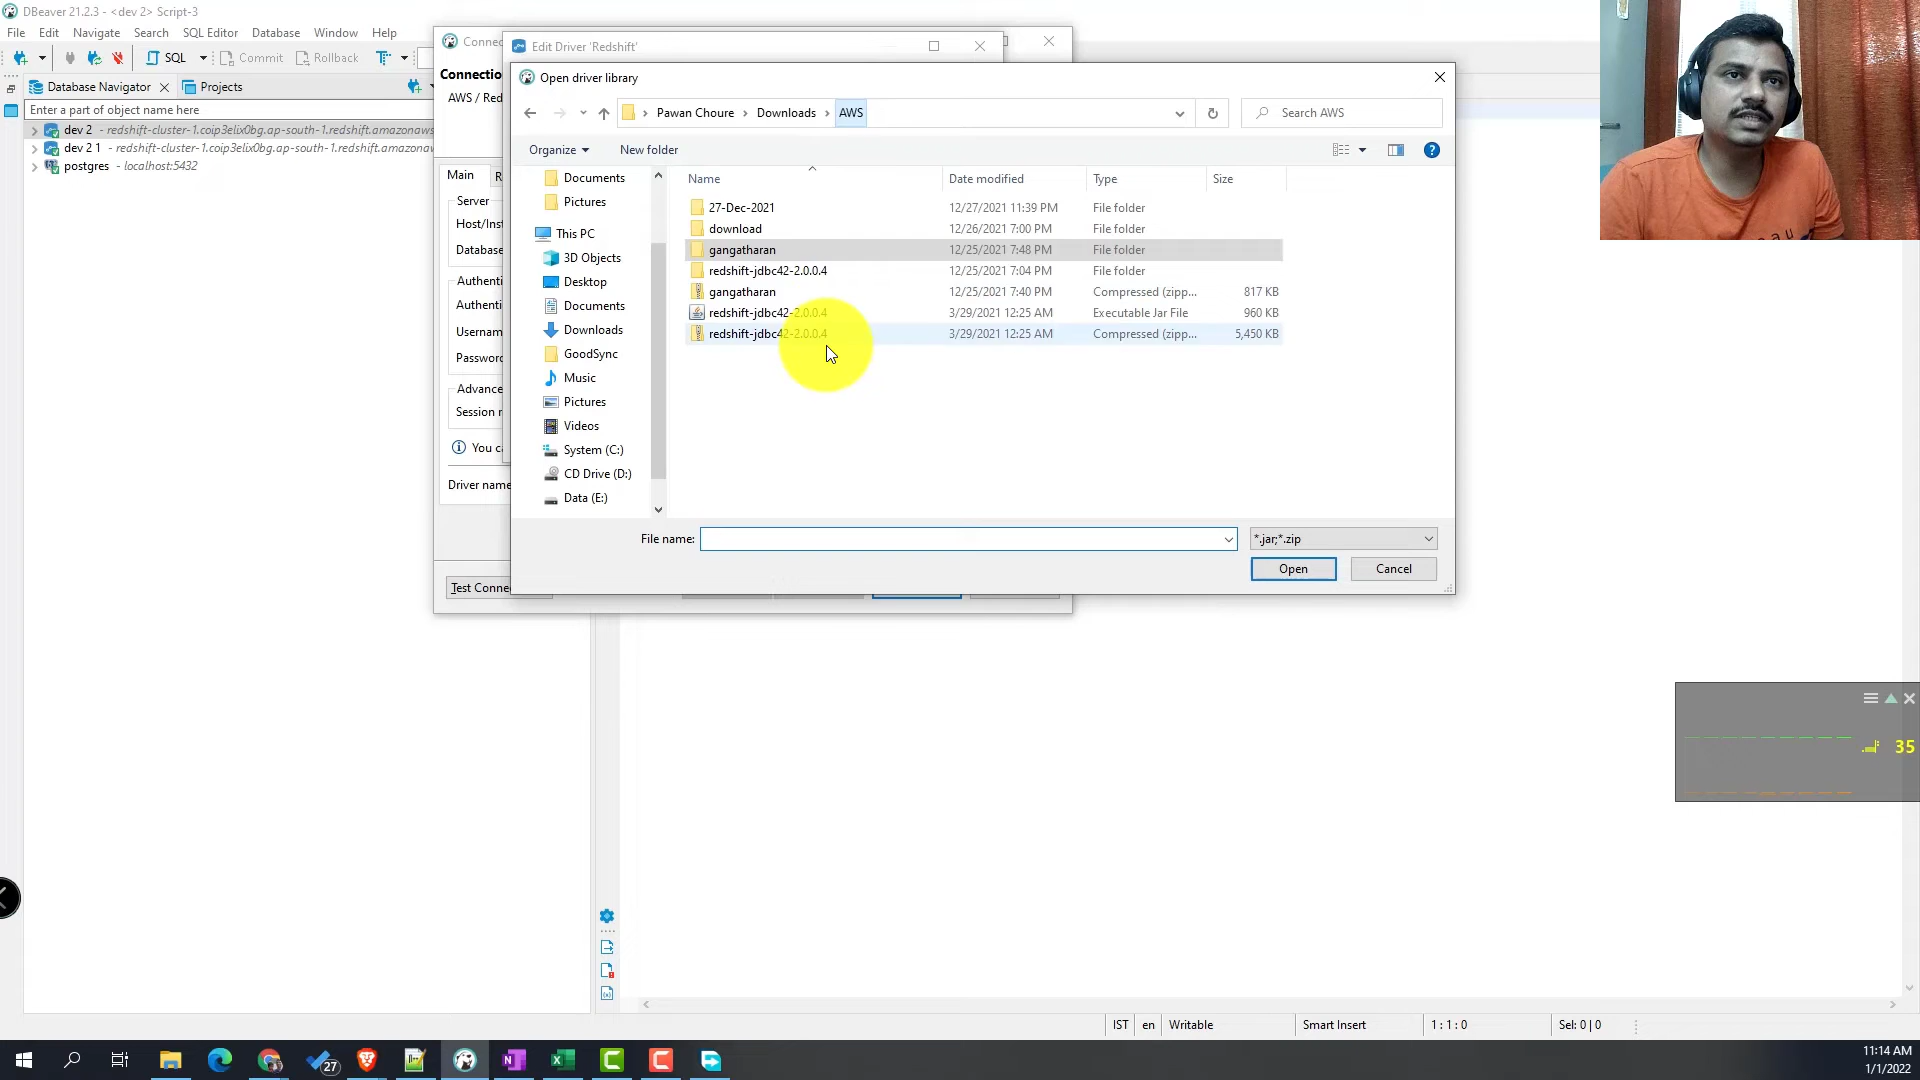 DBeaver 21.2.3 - <dev 2> Script-3
File Edit Navigate Search SQL Editor Database Window Help
SQL Commit Rollback
Database Navigator Projects
Enter a part of object name here
dev 2 - redshift-cluster-1.coip3elix0bg.ap-south-1.redshift.amazonaws
dev 2 1 - redshift-cluster-1.coip3elix0bg.ap-south-1.redshift.amazonaw
postgres - localhost:5432
Connec
Connectio
AWS / Red
Main R
Server
Host/Inst
Database
Authenti
Authenti
Usernam
Password
Advance
Session r
You ca
Driver name
Test Conne
Edit Driver 'Redshift'
Open driver library
Pawan Choure > Downloads > AWS
Search AWS
Organize New folder
Documents
Pictures
This PC
3D Objects
Desktop
Documents
Downloads
GoodSync
Music
Pictures
Videos
System (C:)
CD Drive (D:)
Data (E:)
Name Date modified Type Size
27-Dec-2021 12/27/2021 11:39 PM File folder
download 12/26/2021 7:00 PM File folder
gangatharan 12/25/2021 7:48 PM File folder
redshift-jdbc42-2.0.0.4 12/25/2021 7:04 PM File folder
gangatharan 12/25/2021 7:40 PM Compressed (zipp... 817 KB
redshift-jdbc42-2.0.0.4 3/29/2021 12:25 AM Executable Jar File 960 KB
redshift-jdbc42-2.0.0.4 3/29/2021 12:25 AM Compressed (zipp... 5,450 KB
File name: *.jar;*.zip
Open Cancel
35
IST en Writable Smart Insert 1 : 1 : 0 Sel: 0 | 0
27
11:14 AM
1/1/2022